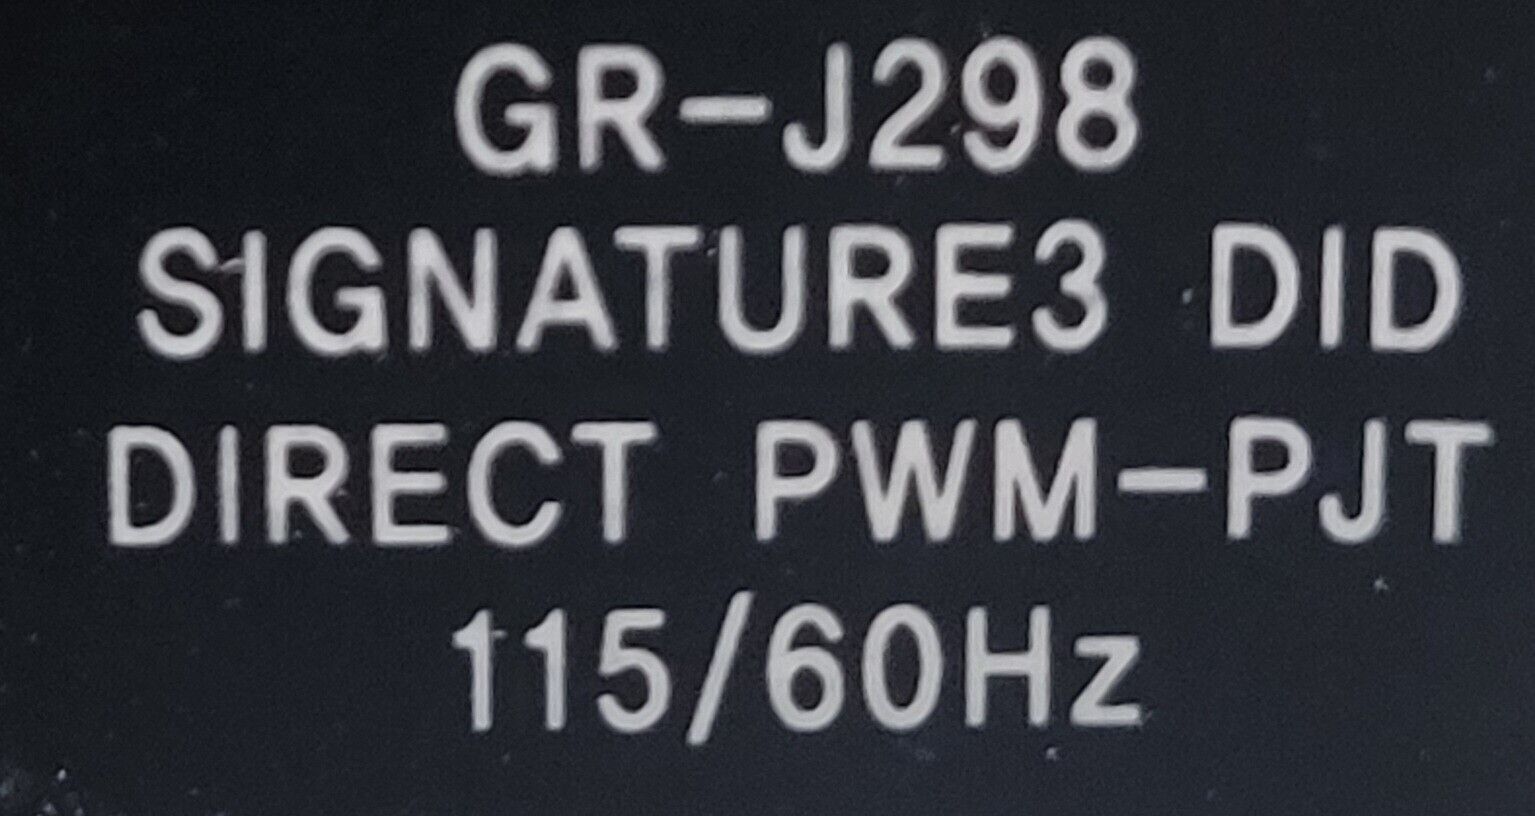 GR-J298
SIGNATURE3 DID
DIRECT PWM-PJT
115/60Hz